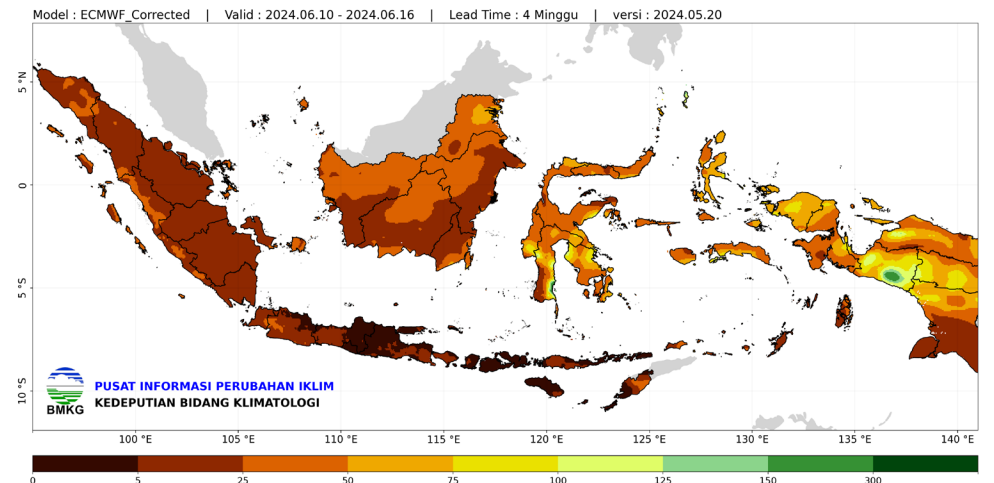 Model : ECMWF_Corrected | Valid : 2024.06.10 - 2024.06.16 | Lead Time : 4 Minggu | versi : 2024.05.20
5 °N
0
5 °S
10 °S
BMKG
PUSAT INFORMASI PERUBAHAN IKLIM
KEDEPUTIAN BIDANG KLIMATOLOGI
100 °E 105 °E 110 °E 115 °E 120 °E 125 °E 130 °E 135 °E 140 °E
0 5 25 50 75 100 125 150 300